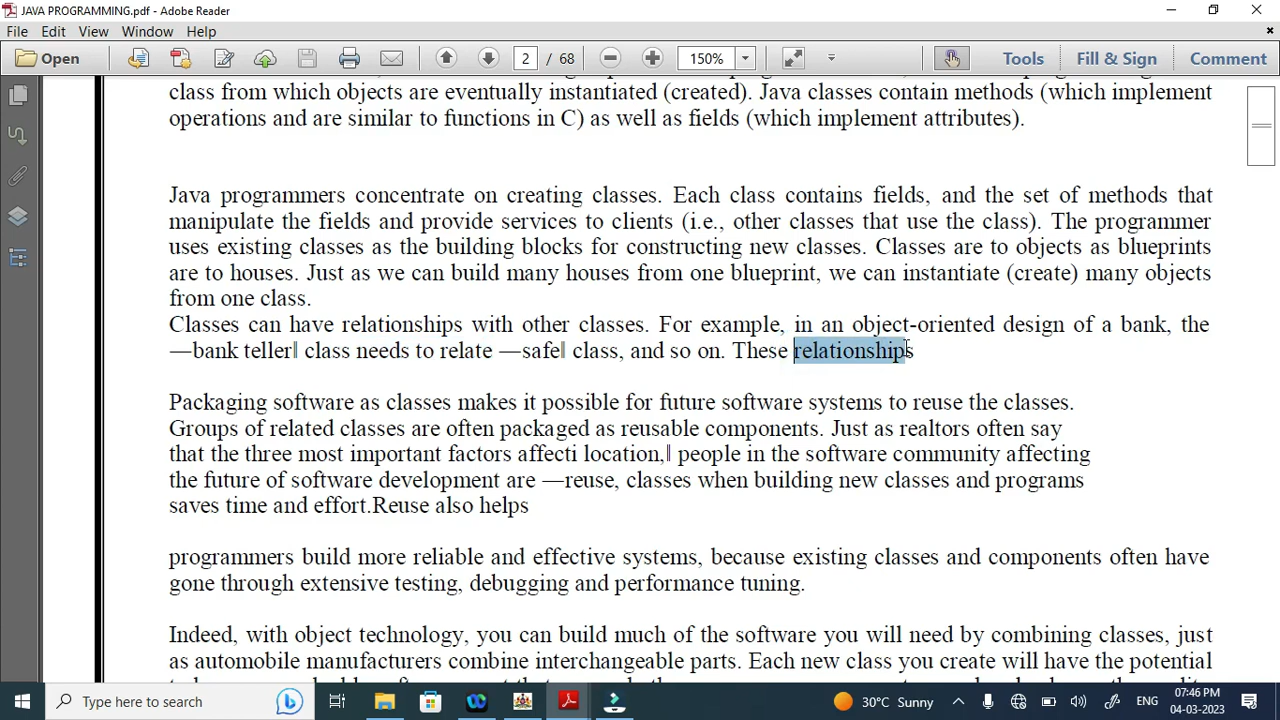 JAVA PROGRAMMING.pdf - Adobe Reader
File Edit View Window Help
Open 2 / 68 150% Tools Fill & Sign Comment
class from which objects are eventually instantiated (created). Java classes contain methods (which implement
operations and are similar to functions in C) as well as fields (which implement attributes).
Java programmers concentrate on creating classes. Each class contains fields, and the set of methods that
manipulate the fields and provide services to clients (i.e., other classes that use the class). The programmer
uses existing classes as the building blocks for constructing new classes. Classes are to objects as blueprints
are to houses. Just as we can build many houses from one blueprint, we can instantiate (create) many objects
from one class.
Classes can have relationships with other classes. For example, in an object-oriented design of a bank, the
―bank teller‖ class needs to relate ―safe‖ class, and so on. These relationships
Packaging software as classes makes it possible for future software systems to reuse the classes.
Groups of related classes are often packaged as reusable components. Just as realtors often say
that the three most important factors affecti location,‖ people in the software community affecting
the future of software development are ―reuse, classes when building new classes and programs
saves time and effort.Reuse also helps
programmers build more reliable and effective systems, because existing classes and components often have
gone through extensive testing, debugging and performance tuning.
Indeed, with object technology, you can build much of the software you will need by combining classes, just
as automobile manufacturers combine interchangeable parts. Each new class you create will have the potential
Type here to search 30°C Sunny ENG 07:46 PM
04-03-2023